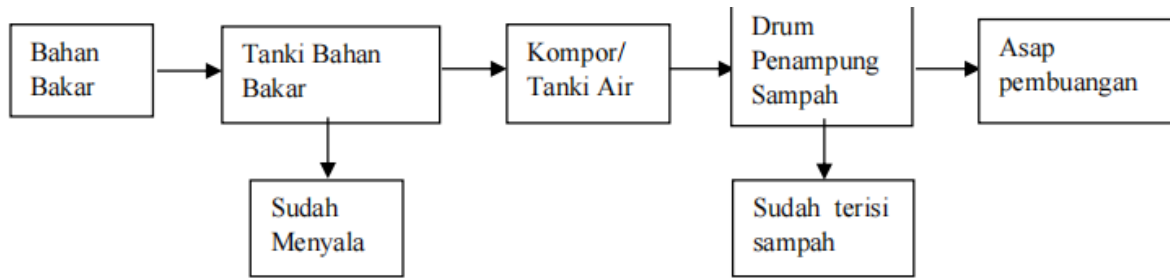 Bahan
Bakar
Tanki Bahan
Bakar
Kompor/
Tanki Air
Drum
Penampung
Sampah
Asap
pembuangan
Sudah
Menyala
Sudah terisi
sampah